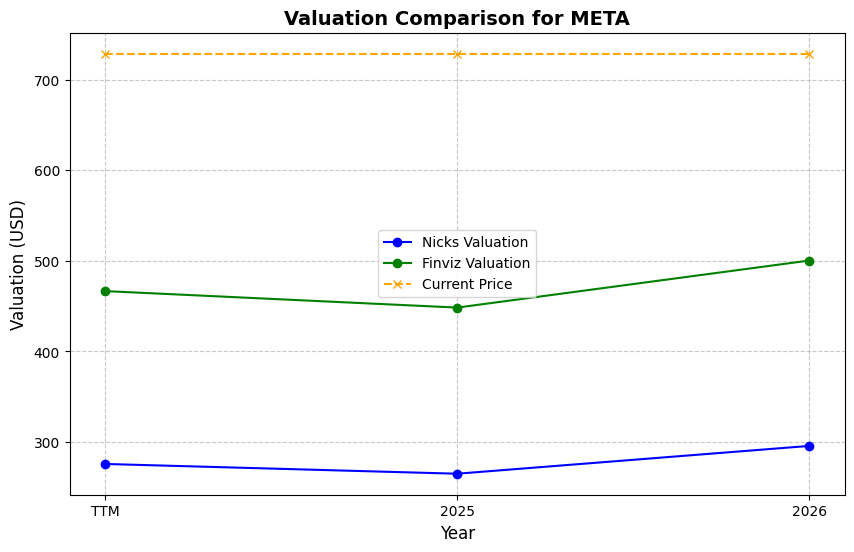 Valuation Comparison for META
Valuation (USD)
700
600
500
400
300
Nicks Valuation
Finviz Valuation
Current Price
TTM
2025
2026
Year